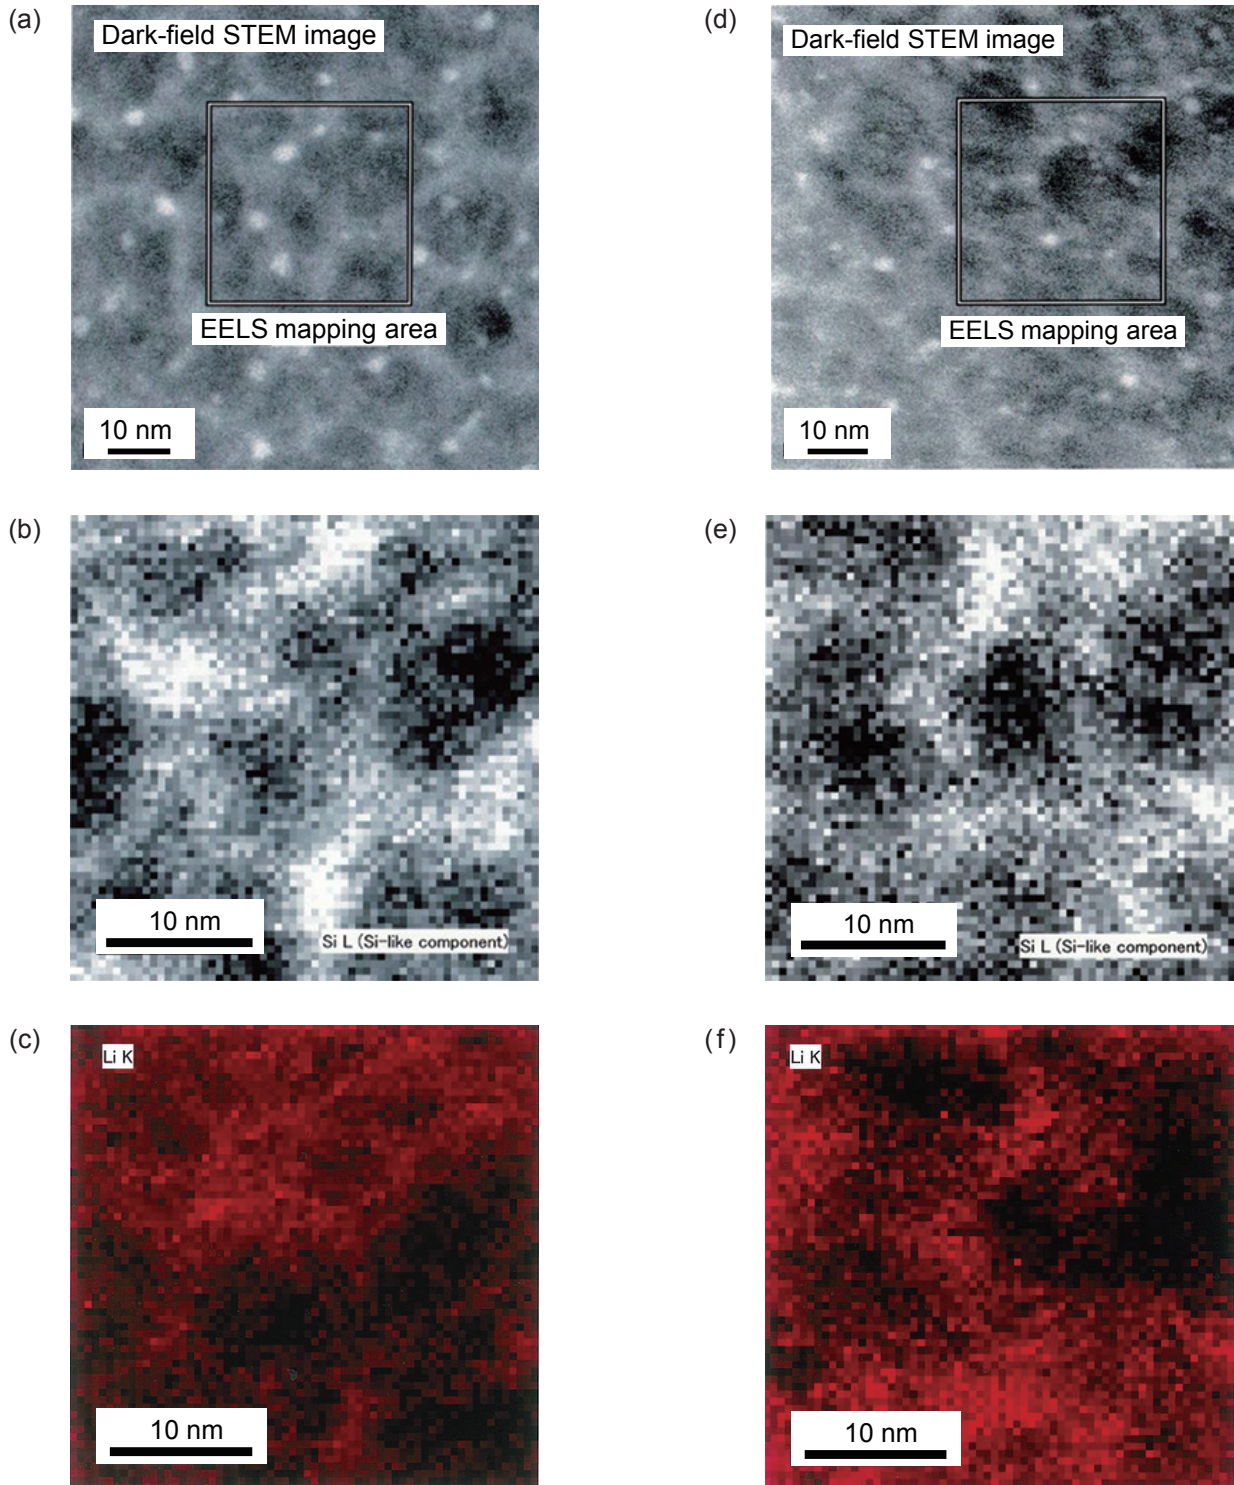 (a)
Dark-field STEM image
EELS mapping area
10 nm
(d)
Dark-field STEM image
EELS mapping area
10 nm
(b)
10 nm
Si L (Si-like component)
(e)
10 nm
Si L (Si-like component)
(c)
Li K
10 nm
(f)
Li K
10 nm